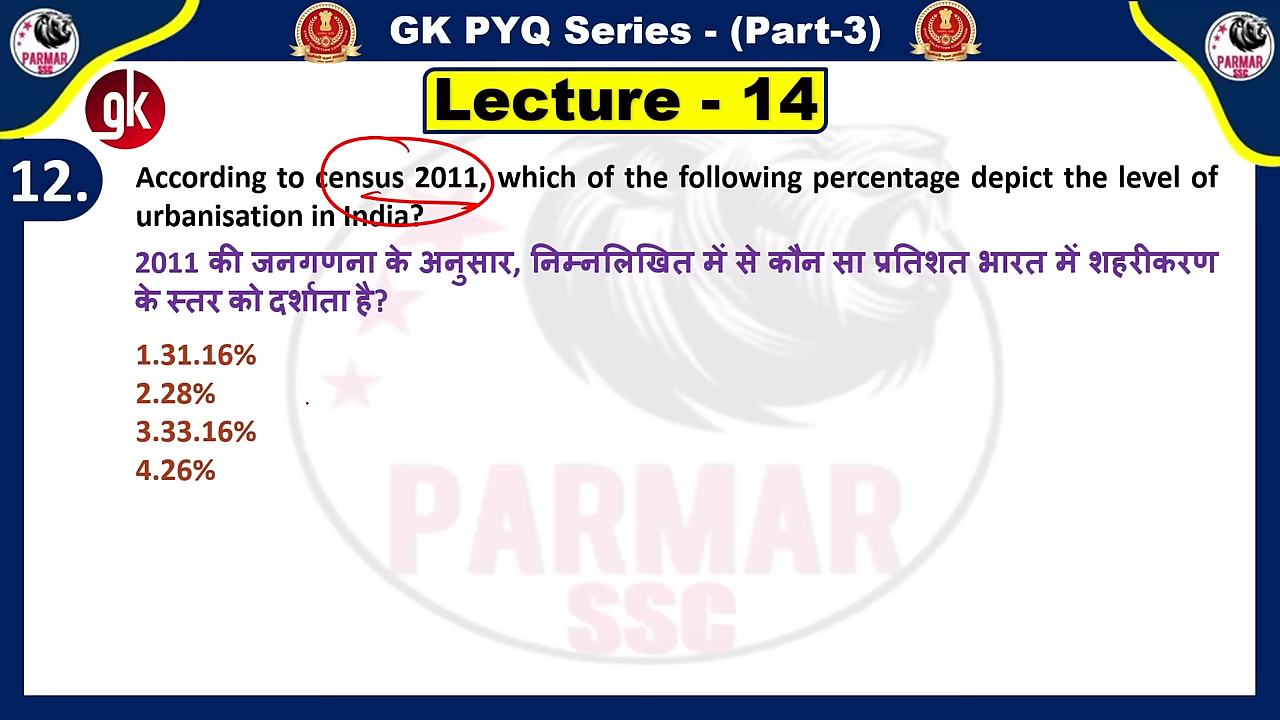 GK PYQ Series - (Part-3)
PARMAR
SSC
PARMAR
SSC
gk
Lecture - 14
12.
According to census 2011, which of the following percentage depict the level of
urbanisation in India?
2011 की जनगणना के अनुसार, निम्नलिखित में से कौन सा प्रतिशत भारत में शहरीकरण
के स्तर को दर्शाता है?
1.31.16%
2.28%
3.33.16%
4.26%
PARMAR
SSC